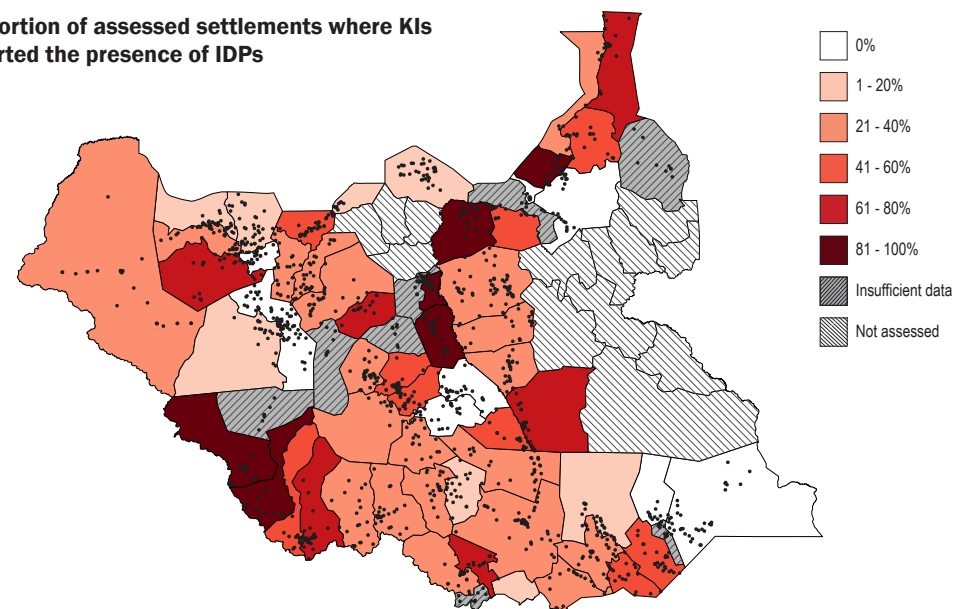 ortion of assessed settlements where KIs
rted the presence of IDPs
0%
1 - 20%
21 - 40%
41 - 60%
61 - 80%
81 - 100%
Insufficient data
Not assessed